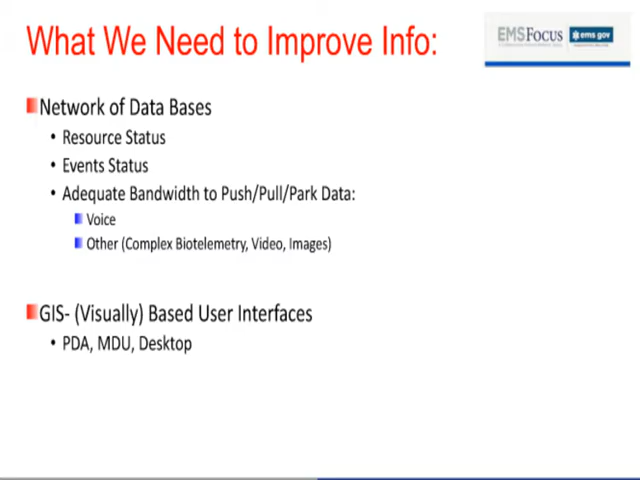 What We Need to Improve Info:
EMSFocus
ems.gov
Network of Data Bases
• Resource Status
• Events Status
• Adequate Bandwidth to Push/Pull/Park Data:
Voice
Other (Complex Biotelemetry, Video, Images)
GIS- (Visually) Based User Interfaces
• PDA, MDU, Desktop